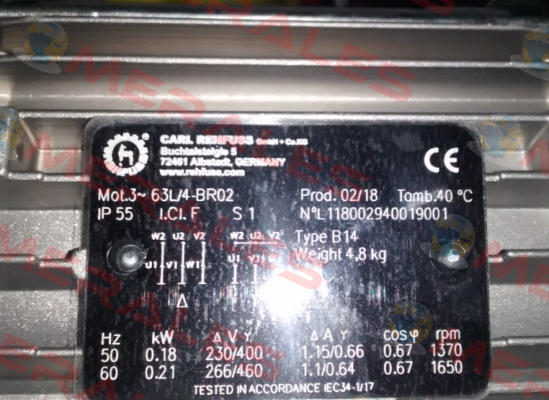 CARL REHFUSS GmbH + Co.KG
Buchtalsteige 5
72461 Albstadt, GERMANY
www.rehfuss.com
CE
Mot.3~ 63L/4-BR02 Prod. 02/18 Tamb.40 °C
IP 55 I.Cl. F S 1 N°L118002940019001
W2 U2 V2 W2 U2 V2 Type B14
U1 V1 W1 U1 V1 Weight 4,8 kg
Δ
Hz kW Δ V Y Δ A Y cosφ rpm
50 0.18 230/400 1.15/0.66 0.67 1370
60 0.21 266/460 1.1/0.64 0.67 1650
TESTED IN ACCORDANCE IEC34-1/17
MERALES
MERALES
MERALES